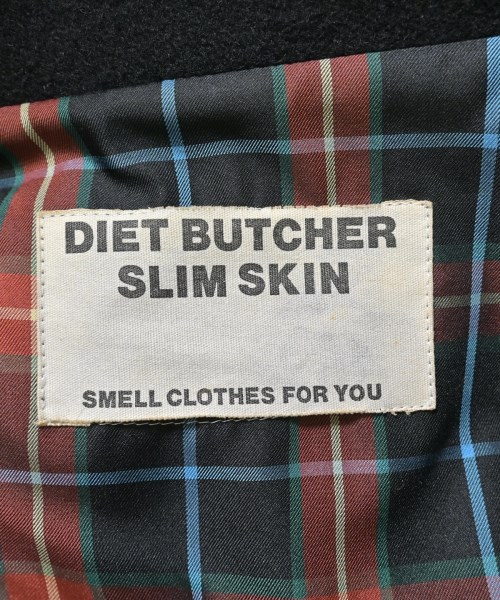 DIET BUTCHER
SLIM SKIN
SMELL CLOTHES FOR YOU